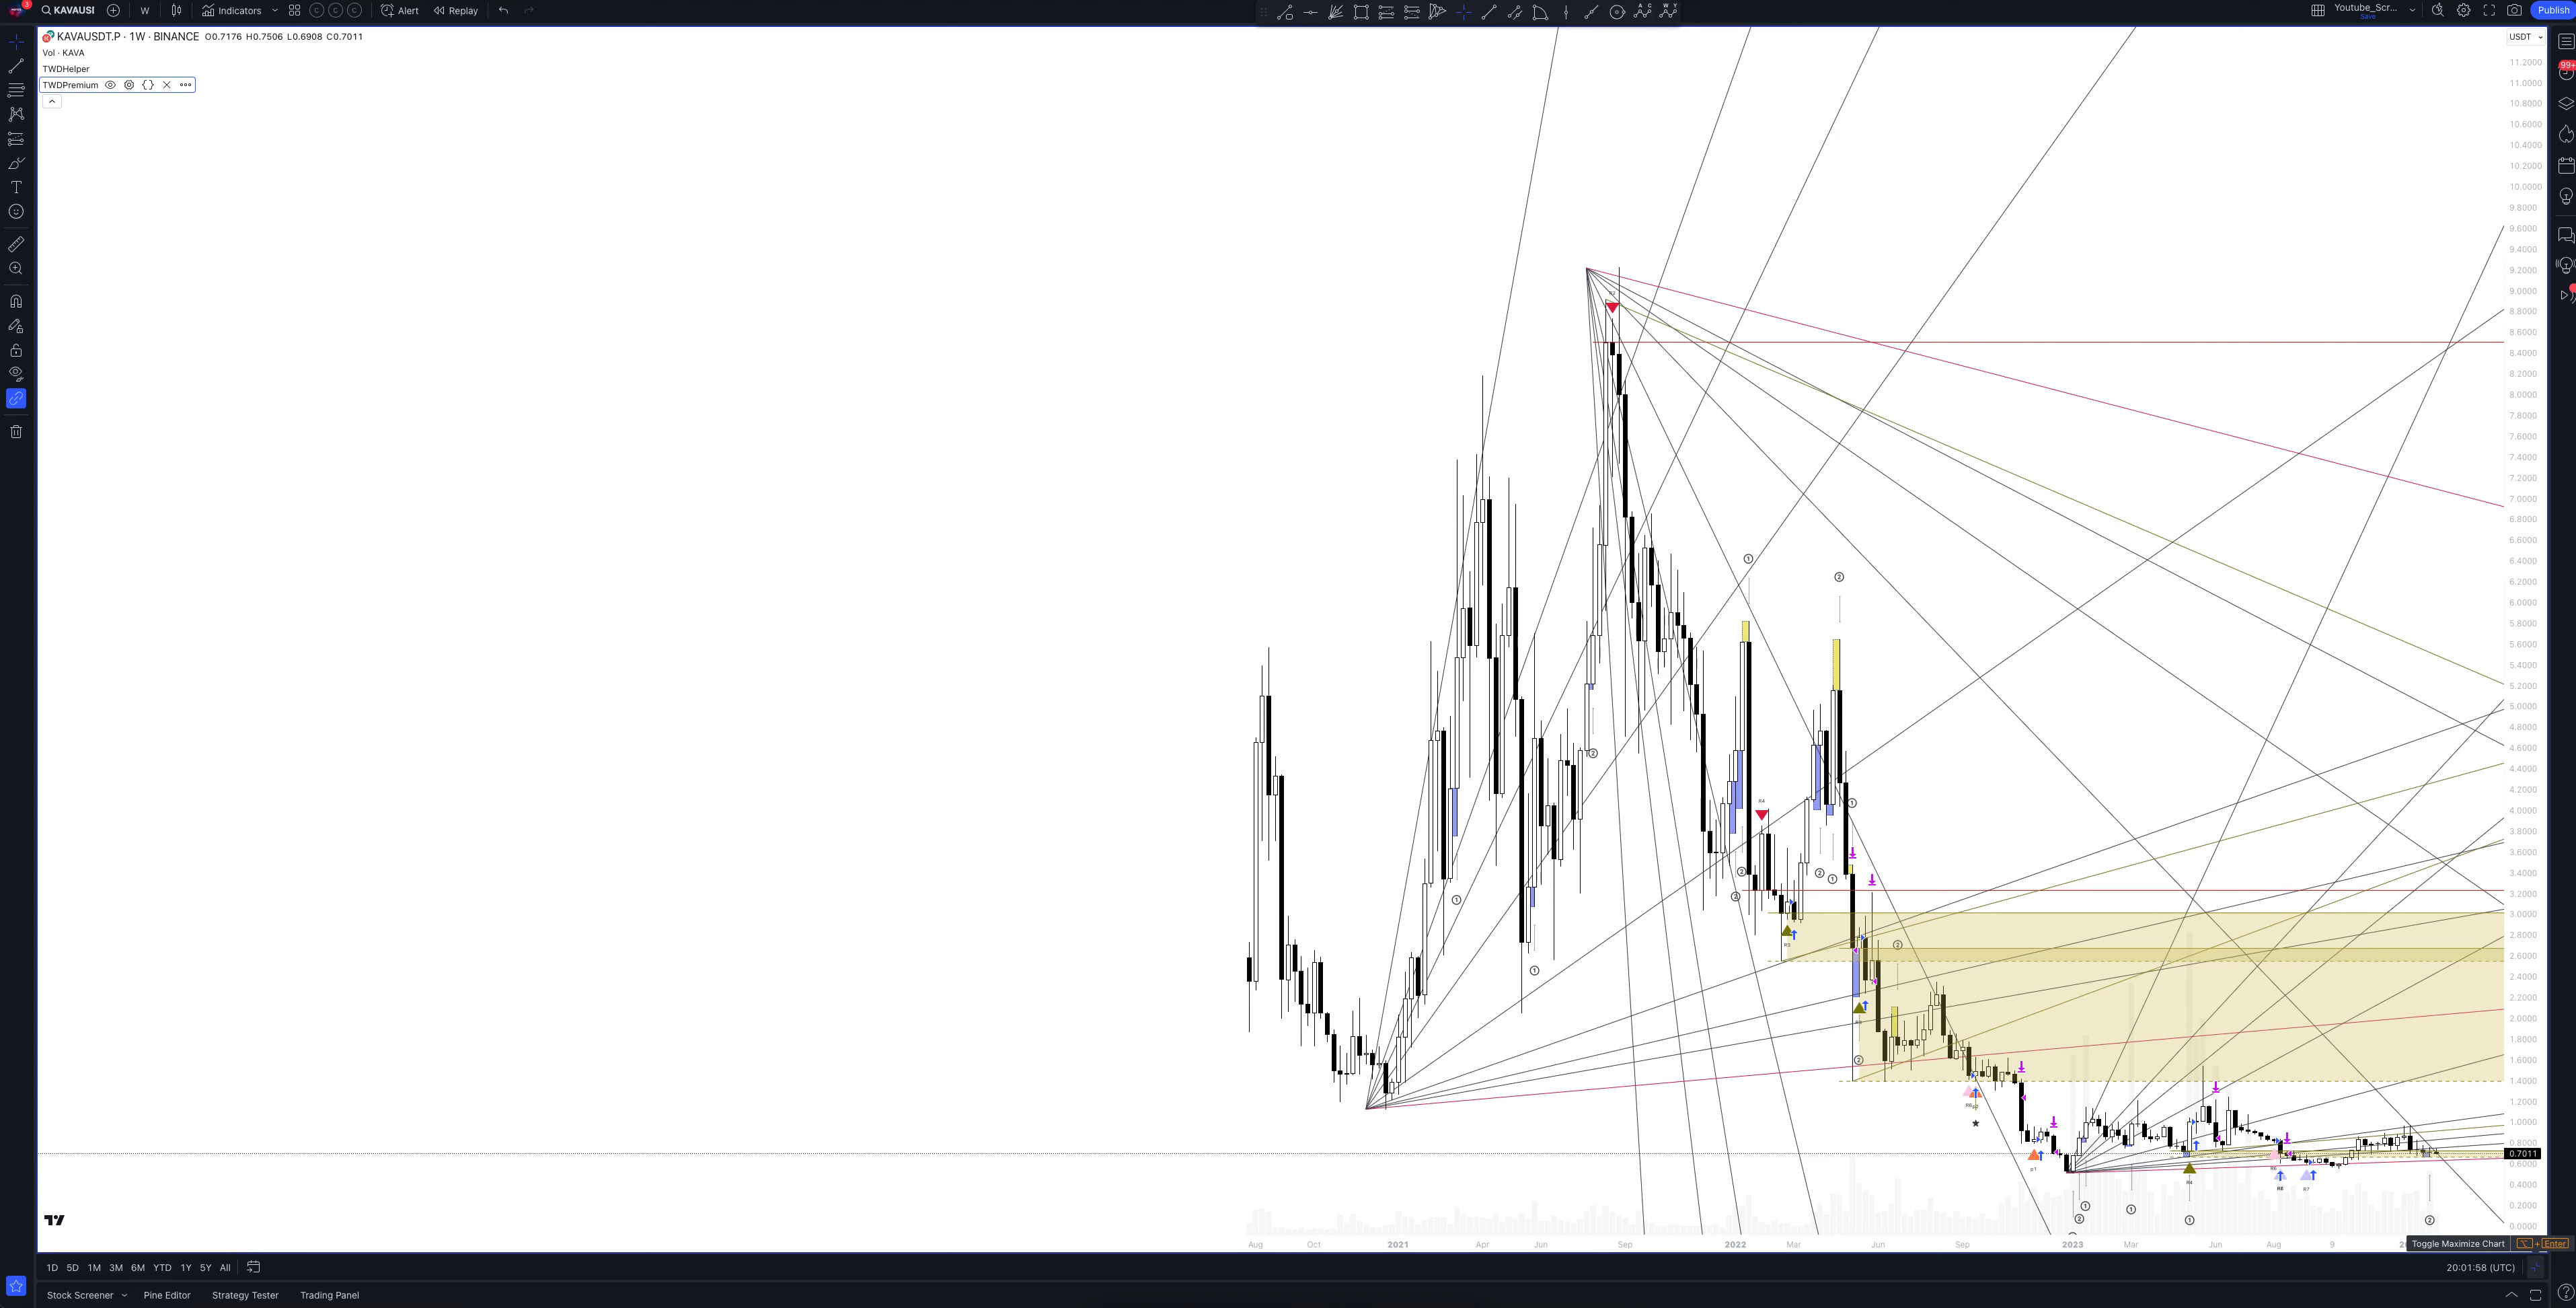 3
KAVAUSI
W
Indicators
C C C
Alert
Replay
A C
W Y
Youtube_Scr...
Save
Publish
KAVAUSDT.P · 1W · BINANCE O0.7176 H0.7506 L0.6908 C0.7011
USDT
Vol · KAVA
TWDHelper
TWDPremium
99+
11.2000
11.0000
10.8000
10.6000
10.4000
10.2000
10.0000
9.8000
9.6000
9.4000
9.2000
9.0000
8.8000
8.6000
8.4000
8.2000
8.0000
7.8000
7.6000
7.4000
7.2000
7.0000
6.8000
6.6000
6.4000
6.2000
6.0000
5.8000
5.6000
5.4000
5.2000
5.0000
4.8000
4.6000
4.4000
4.2000
4.0000
3.8000
3.6000
3.4000
3.2000
3.0000
2.8000
2.6000
2.4000
2.2000
2.0000
1.8000
1.6000
1.4000
1.2000
1.0000
0.8000
0.7011
0.6000
0.4000
0.2000
0.0000
Aug Oct 2021 Apr Jun Sep 2022 Mar Jun Sep 2023 Mar Jun Aug 9
Toggle Maximize Chart + Enter
1D 5D 1M 3M 6M YTD 1Y 5Y All
20:01:58 (UTC)
Stock Screener
Pine Editor
Strategy Tester
Trading Panel